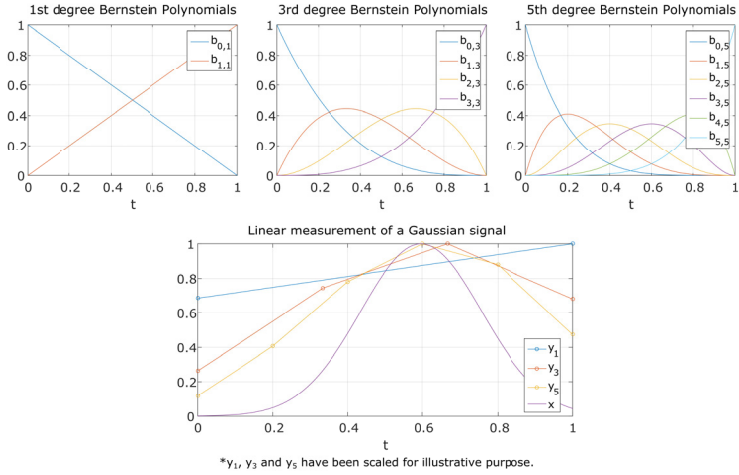 1st degree Bernstein Polynomials
3rd degree Bernstein Polynomials
5th degree Bernstein Polynomials
1
0.8
0.6
0.4
0.2
0
0
0.2
0.4
0.6
0.8
1
t
b0,1
b1,1
1
0.8
0.6
0.4
0.2
0
0
0.2
0.4
0.6
0.8
1
t
b0,3
b1,3
b2,3
b3,3
1
0.8
0.6
0.4
0.2
0
0
0.2
0.4
0.6
0.8
1
t
b0,5
b1,5
b2,5
b3,5
b4,5
b5,5
Linear measurement of a Gaussian signal
1
0.8
0.6
0.4
0.2
0
0
0.2
0.4
0.6
0.8
1
t
y1
y3
y5
x
*y1, y3 and y5 have been scaled for illustrative purpose.